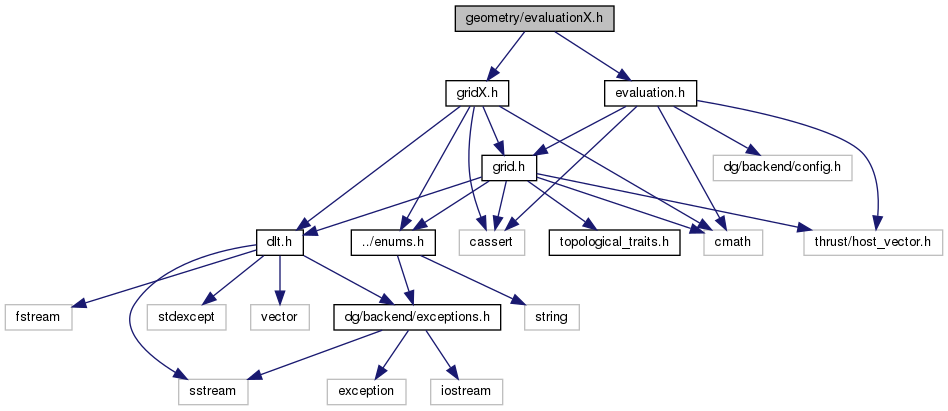 geometry/evaluationX.h
gridX.h
evaluation.h
grid.h
dg/backend/config.h
dlt.h
../enums.h
cassert
topological_traits.h
cmath
thrust/host_vector.h
fstream
stdexcept
vector
dg/backend/exceptions.h
string
sstream
exception
iostream